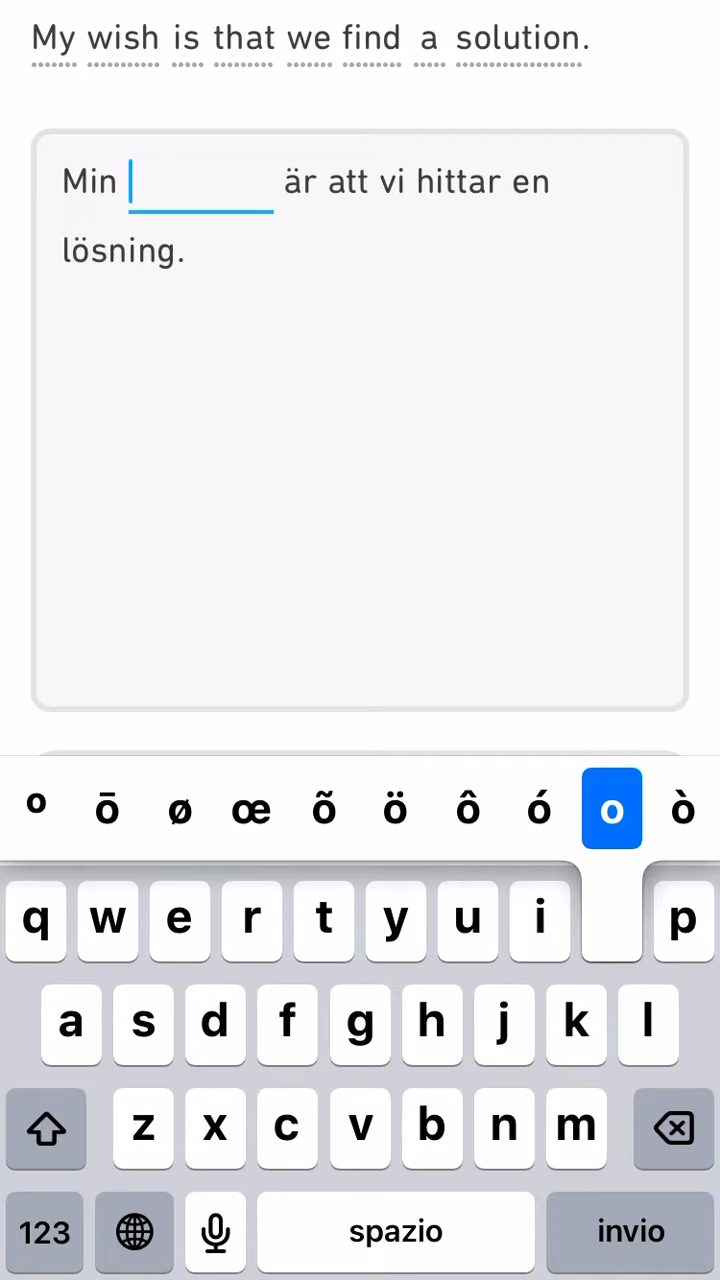 My wish is that we find a solution.
Min är att vi hittar en
lösning.
º ō ø œ õ ö ô ó o ò
q w e r t y u i p
a s d f g h j k l
z x c v b n m
123 spazio invio